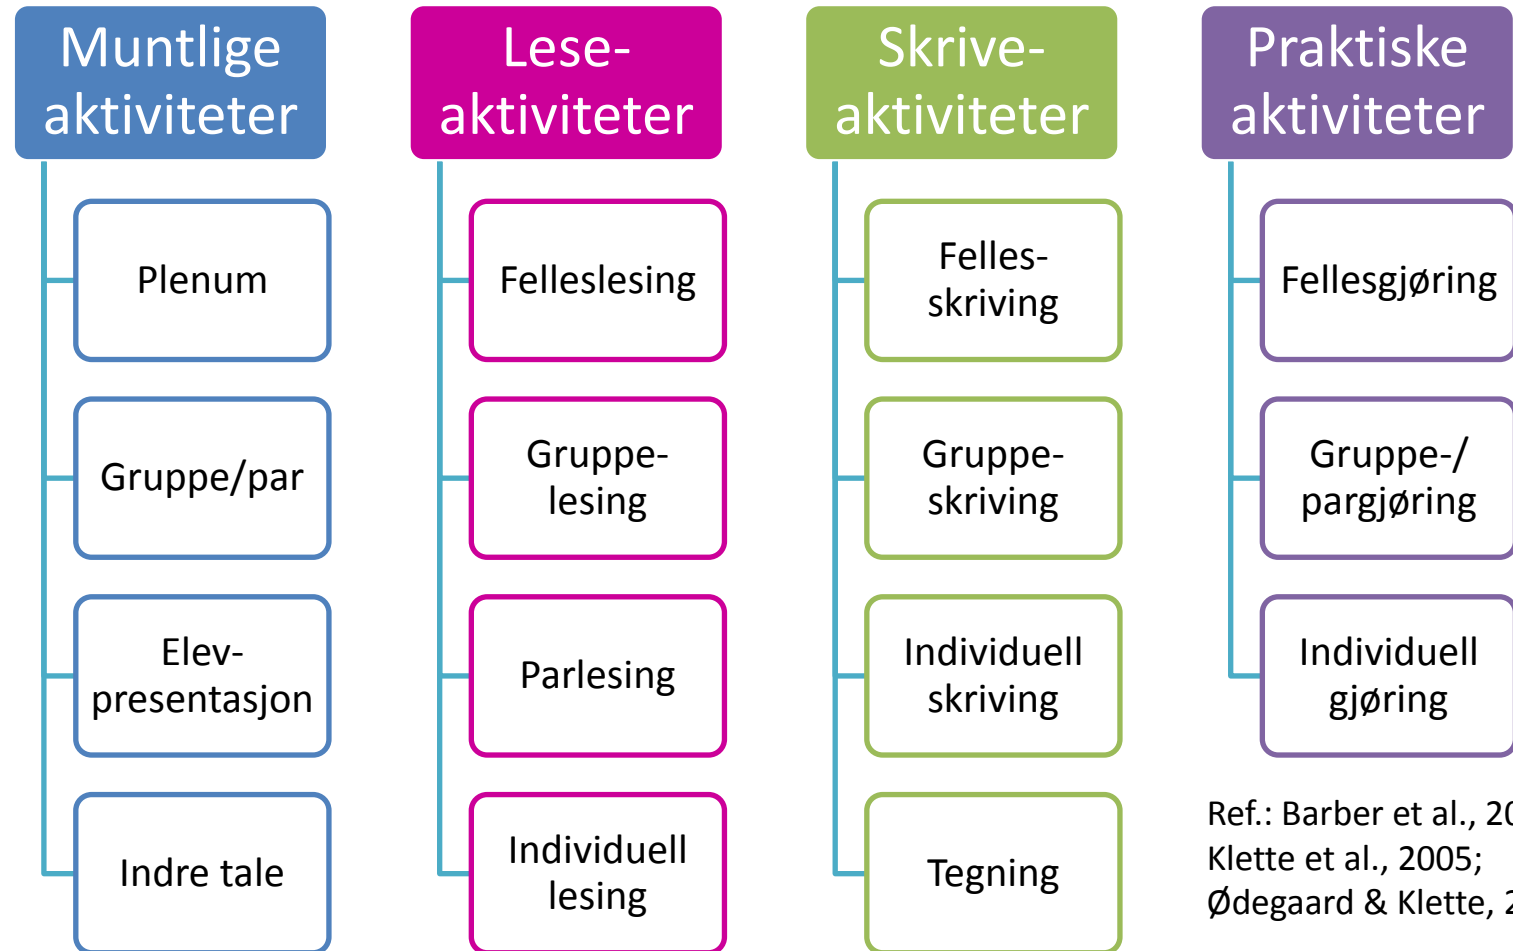 Muntlige
aktiviteter
Plenum
Gruppe/par
Elev-
presentasjon
Indre tale
Lese-
aktiviteter
Felleslesing
Gruppe-
lesing
Parlesing
Individuell
lesing
Skrive-
aktiviteter
Felles-
skriving
Gruppe-
skriving
Individuell
skriving
Tegning
Praktiske
aktiviteter
Fellesgjøring
Gruppe-/
pargjøring
Individuell
gjøring
Ref.: Barber et al.,
Klette et al., 2005;
Ødegaard & Klette,